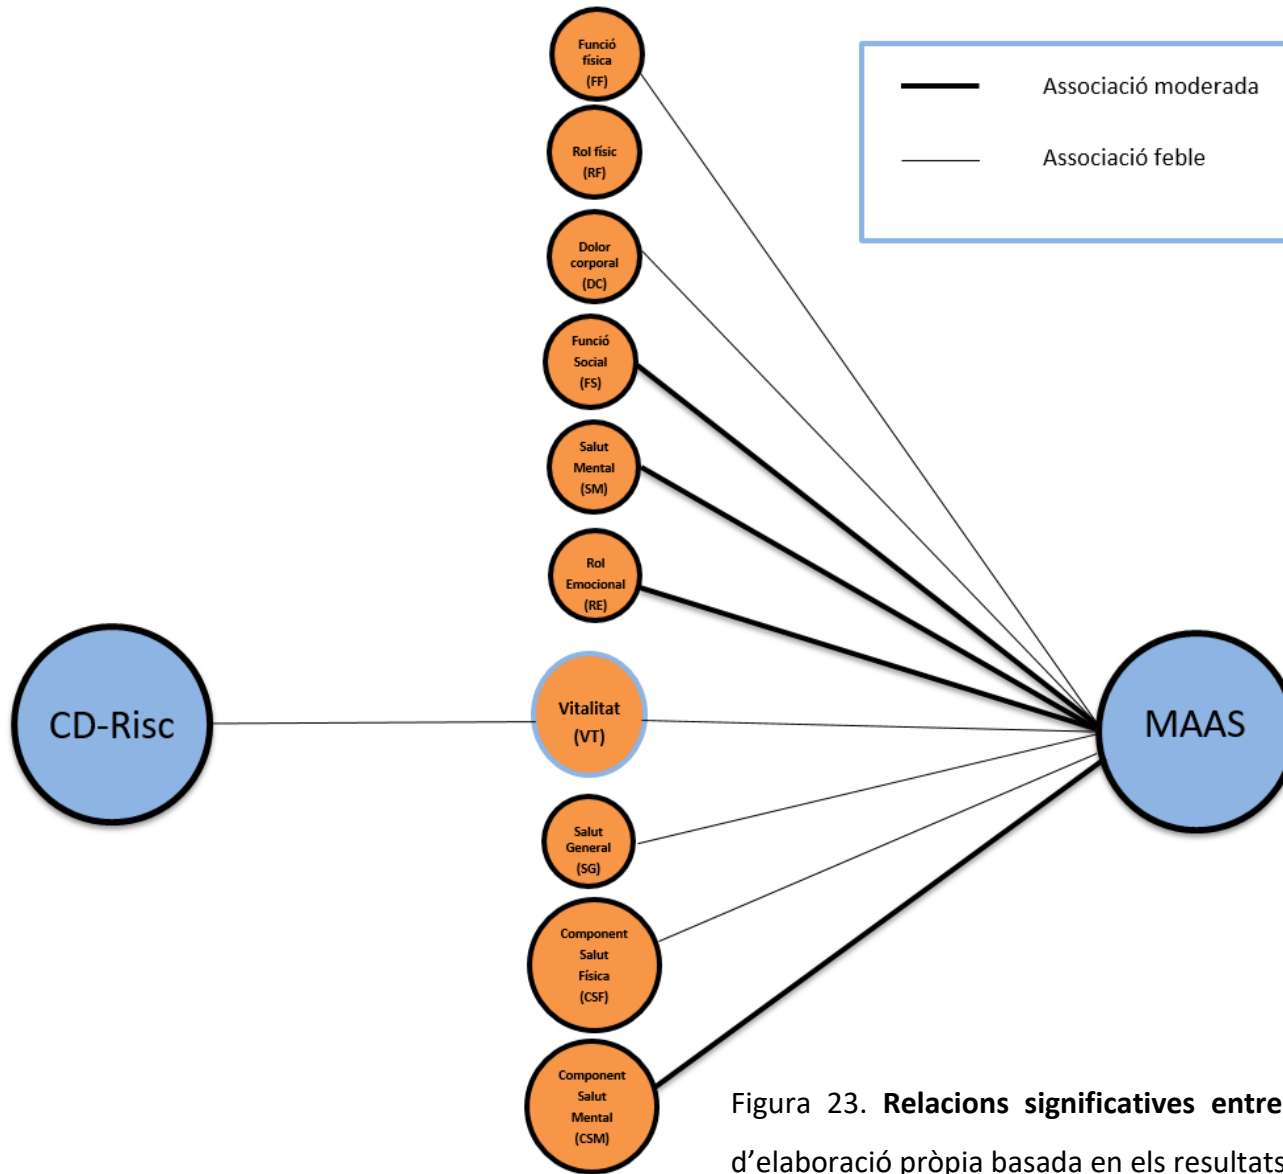 Funció
física
(FF)
Rol físic
(RF)
Dolor
corporal
(DC)
Funció
Social
(FS)
Salut
Mental
(SM)
Rol
Emocional
(RE)
Vitalitat
(VT)
Salut
General
(SG)
Component
Salut
Física
(CSF)
Component
Salut
Mental
(CSM)
CD-Risc
MAAS
Associació moderada
Associació feble
Figura 23. Relacions significatives entre
d’elaboració pròpia basada en els resultats